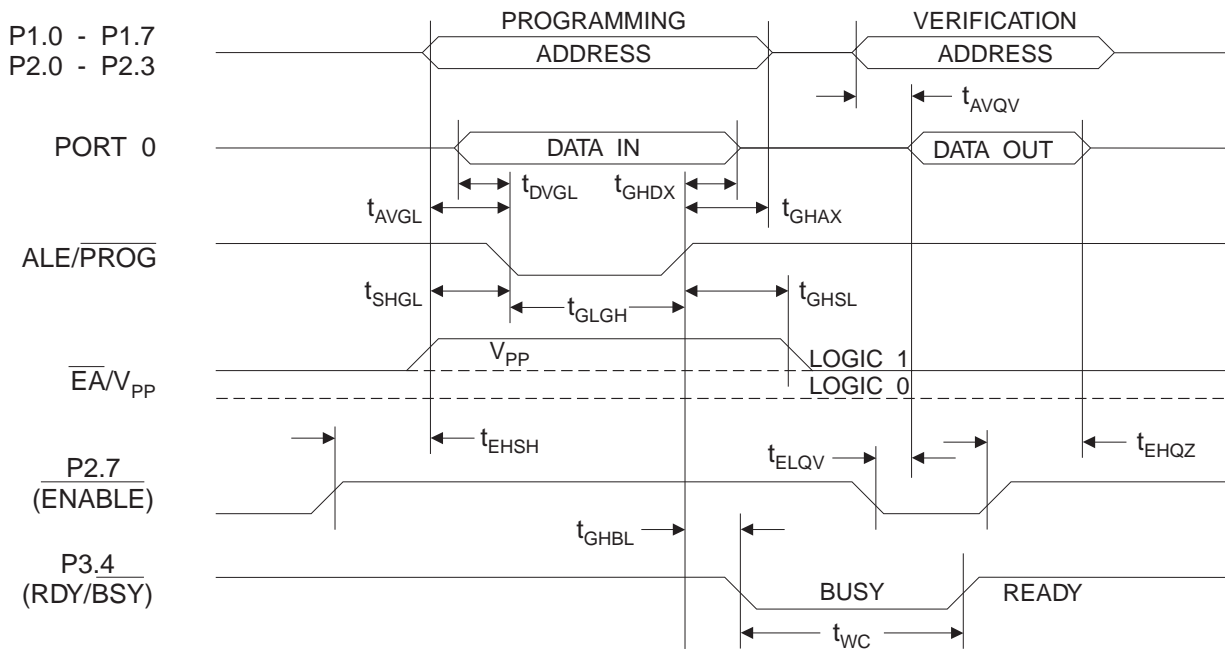 PROGRAMMING
VERIFICATION
P1.0 - P1.7
P2.0 - P2.3
ADDRESS
ADDRESS
tAVQV
PORT 0
DATA IN
DATA OUT
tDVGL
tGHDX
tAVGL
tGHAX
ALE/PROG
tSHGL
tGLGH
tGHSL
EA/VPP
VPP
LOGIC 1
LOGIC 0
tEHSH
tELQV
tEHQZ
P2.7
(ENABLE)
tGHBL
P3.4
(RDY/BSY)
BUSY
READY
tWC